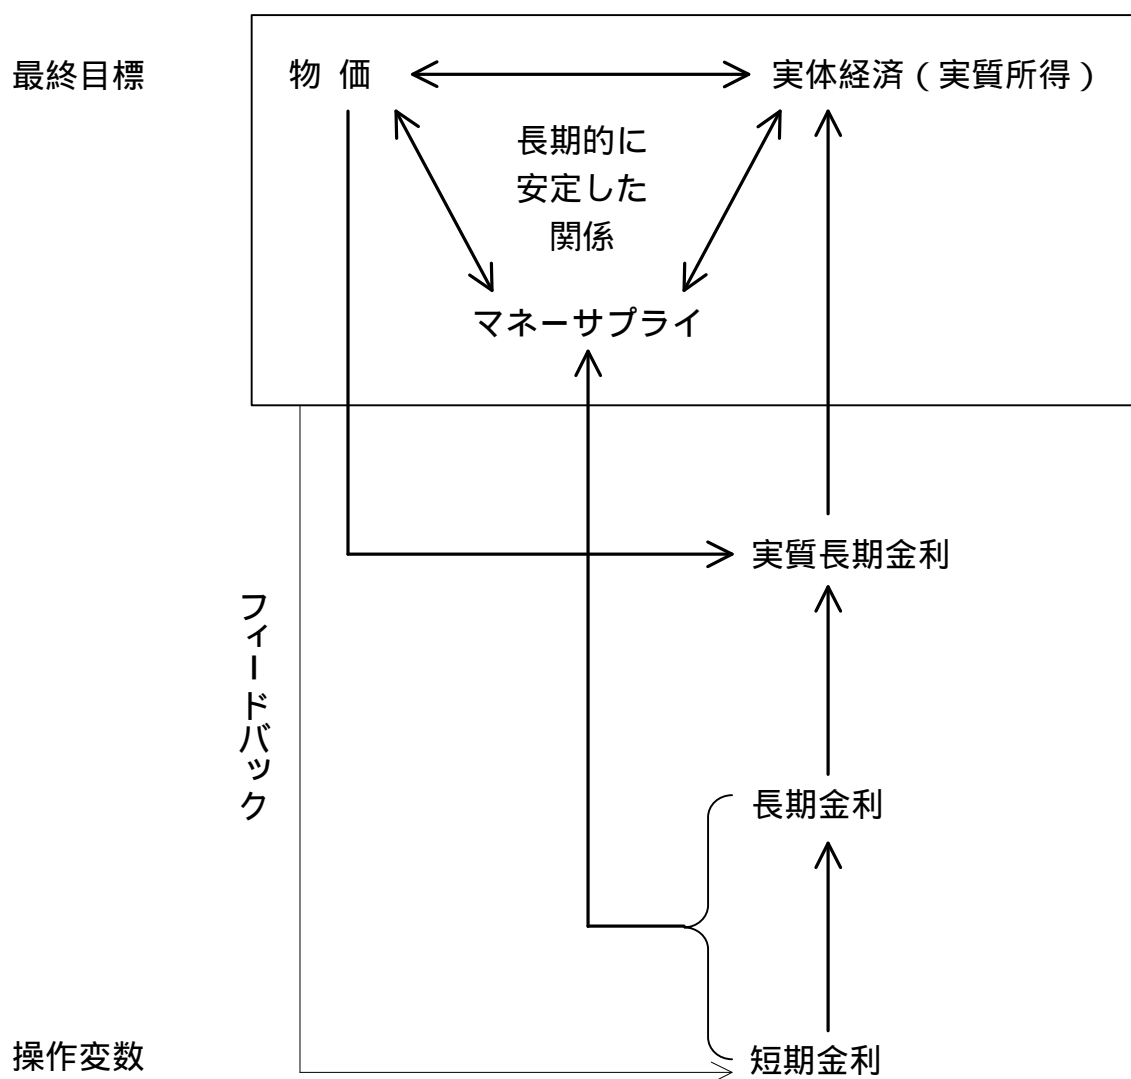 最終目標
物 価
実体経済(実質所得)
長期的に
安定した
関係
マネーサプライ
実質長期金利
フィードバック
長期金利
操作変数
短期金利